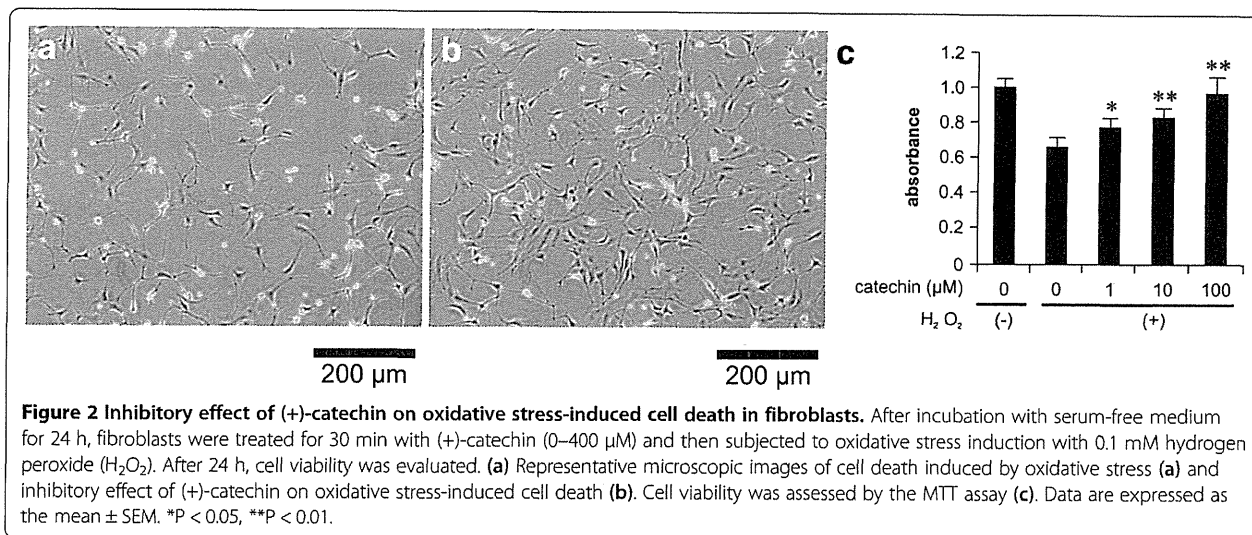 a
b
c
200 µm
200 µm
absorbance
1.2
1.0
0.8
0.6
0.4
0.2
0
* ** **
catechin (µM) 0 0 1 10 100
H₂ O₂ (-) (+)
Figure 2 Inhibitory effect of (+)-catechin on oxidative stress-induced cell death in fibroblasts. After incubation with serum-free medium
for 24 h, fibroblasts were treated for 30 min with (+)-catechin (0–400 µM) and then subjected to oxidative stress induction with 0.1 mM hydrogen
peroxide (H₂O₂). After 24 h, cell viability was evaluated. (a) Representative microscopic images of cell death induced by oxidative stress (a) and
inhibitory effect of (+)-catechin on oxidative stress-induced cell death (b). Cell viability was assessed by the MTT assay (c). Data are expressed as
the mean ± SEM. *P < 0.05, **P < 0.01.